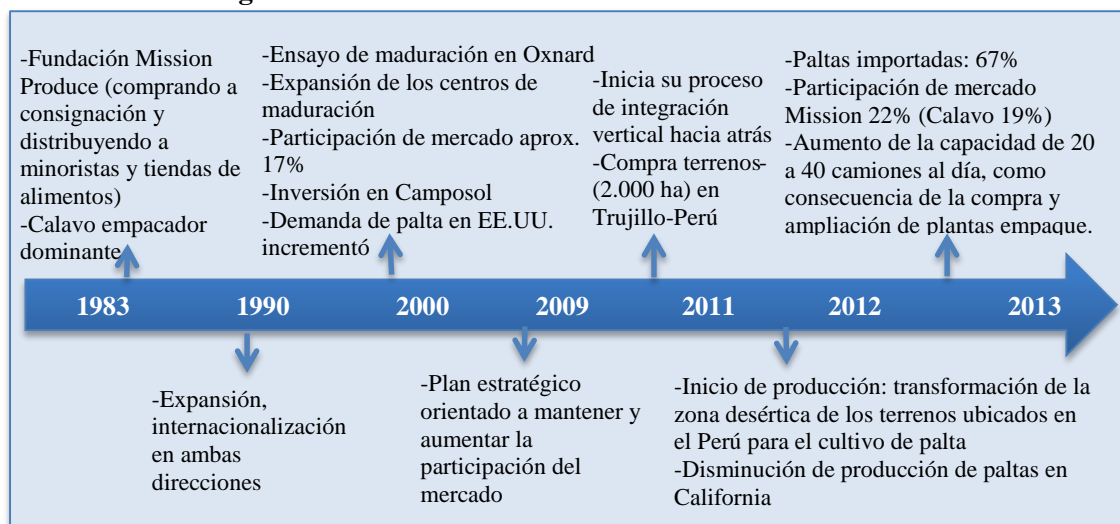 -Fundación Mission
Produce (comprando a
consignación y
distribuyendo a
minoristas y tiendas de
alimentos)
-Calavo empacador
dominante
-Ensayo de maduración en Oxnard
-Expansión de los centros de
maduración
-Participación de mercado aprox.
17%
-Inversión en Camposol
-Demanda de palta en EE.UU.
incrementó
-Inicia su proceso
de integración
vertical hacia atrás
-Compra terrenos-
(2.000 ha) en
Trujillo-Perú
-Paltas importadas: 67%
-Participación de mercado
Mission 22% (Calavo 19%)
-Aumento de la capacidad de 20
a 40 camiones al día, como
consecuencia de la compra y
ampliación de plantas empaque.
1983 1990 2000 2009 2011 2012 2013
-Expansión,
internacionalización
en ambas
direcciones
-Plan estratégico
orientado a mantener y
aumentar la
participación del
mercado
-Inicio de producción: transformación de la
zona desértica de los terrenos ubicados en
el Perú para el cultivo de palta
-Disminución de producción de paltas en
California